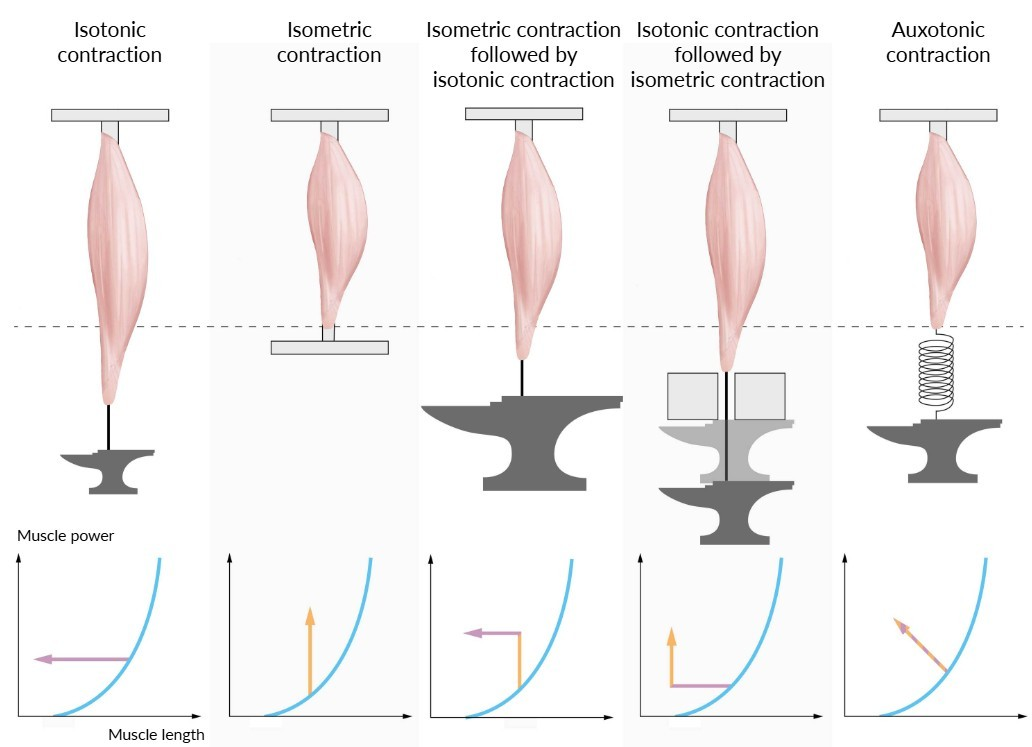 Isotonic
contraction
Isometric
contraction
Isometric contraction
followed by
isotonic contraction
Isotonic contraction
followed by
isometric contraction
Auxotonic
contraction
Muscle power
Muscle length